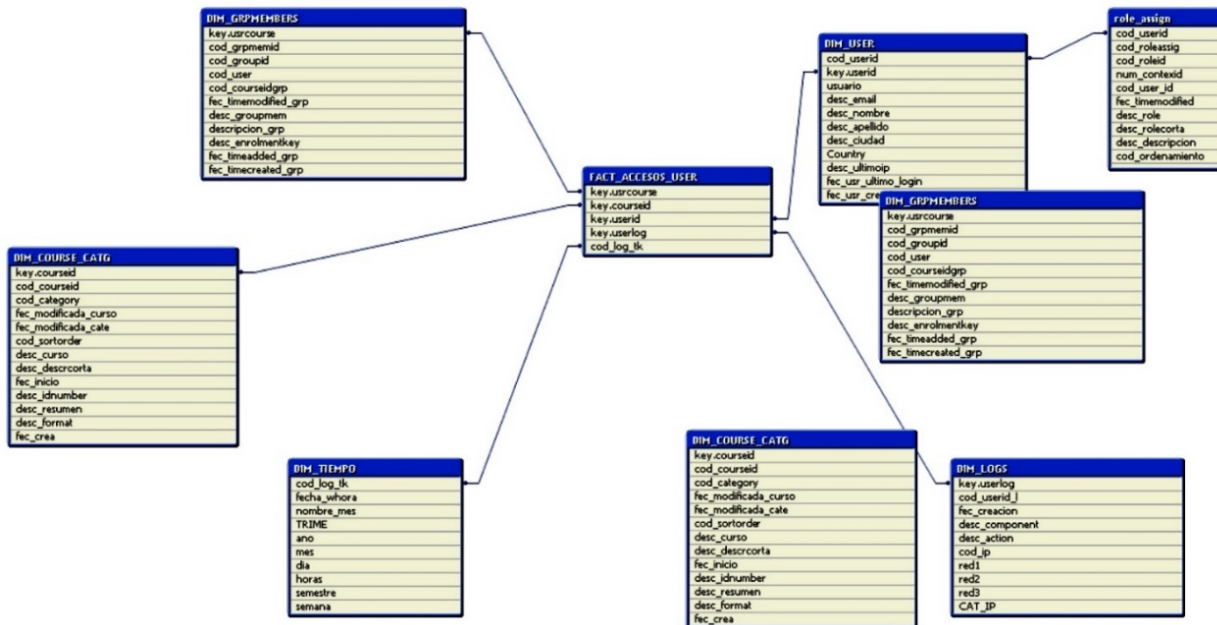 DIM_GRPMEMBERS
key.usrcourse
cod_grpmemid
cod_groupid
cod_user
cod_courseidgrp
fec_timemodified_grp
desc_groupmem
descripcion_grp
desc_enrolmentkey
fec_timeadded_grp
fec_timecreated_grp
DIM_USER
cod_userid
key.userid
usuario
desc_email
desc_nombre
desc_apellido
desc_ciudad
Country
desc_ultimoip
fec_usr_ultimo_login
role_assign
cod_userid
cod_roleassig
cod_roleid
num_contexid
cod_user_id
fec_timemodified
desc_role
desc_rolecorta
desc_descripcion
cod_ordenamiento
FACT_ACCESOS_USER
key.usrcourse
key.courseid
key.userid
key.userlog
cod_log_tk
DIM_GRPMEMBERS
key.usrcourse
cod_grpmemid
cod_groupid
cod_user
cod_courseidgrp
fec_timemodified_grp
desc_groupmem
descripcion_grp
desc_enrolmentkey
fec_timeadded_grp
fec_timecreated_grp
DIM_COURSE_CATG
key.courseid
cod_courseid
cod_category
fec_modificada_curso
fec_modificada_cate
cod_sortorder
desc_curso
desc_descrcorta
fec_inicio
desc_idnumber
desc_resumen
desc_format
fec_crea
DIM_TIEMPO
cod_log_tk
fecha_whora
nombre_mes
TRIME
ano
mes
dia
horas
semestre
semana
DIM_COURSE_CATG
key.courseid
cod_courseid
cod_category
fec_modificada_curso
fec_modificada_cate
cod_sortorder
desc_curso
desc_descrcorta
fec_inicio
desc_idnumber
desc_resumen
desc_format
fec_crea
DIM_LOGS
key.userlog
cod_userid_l
fec_creacion
desc_component
desc_action
cod_ip
red1
red2
red3
CAT_IP